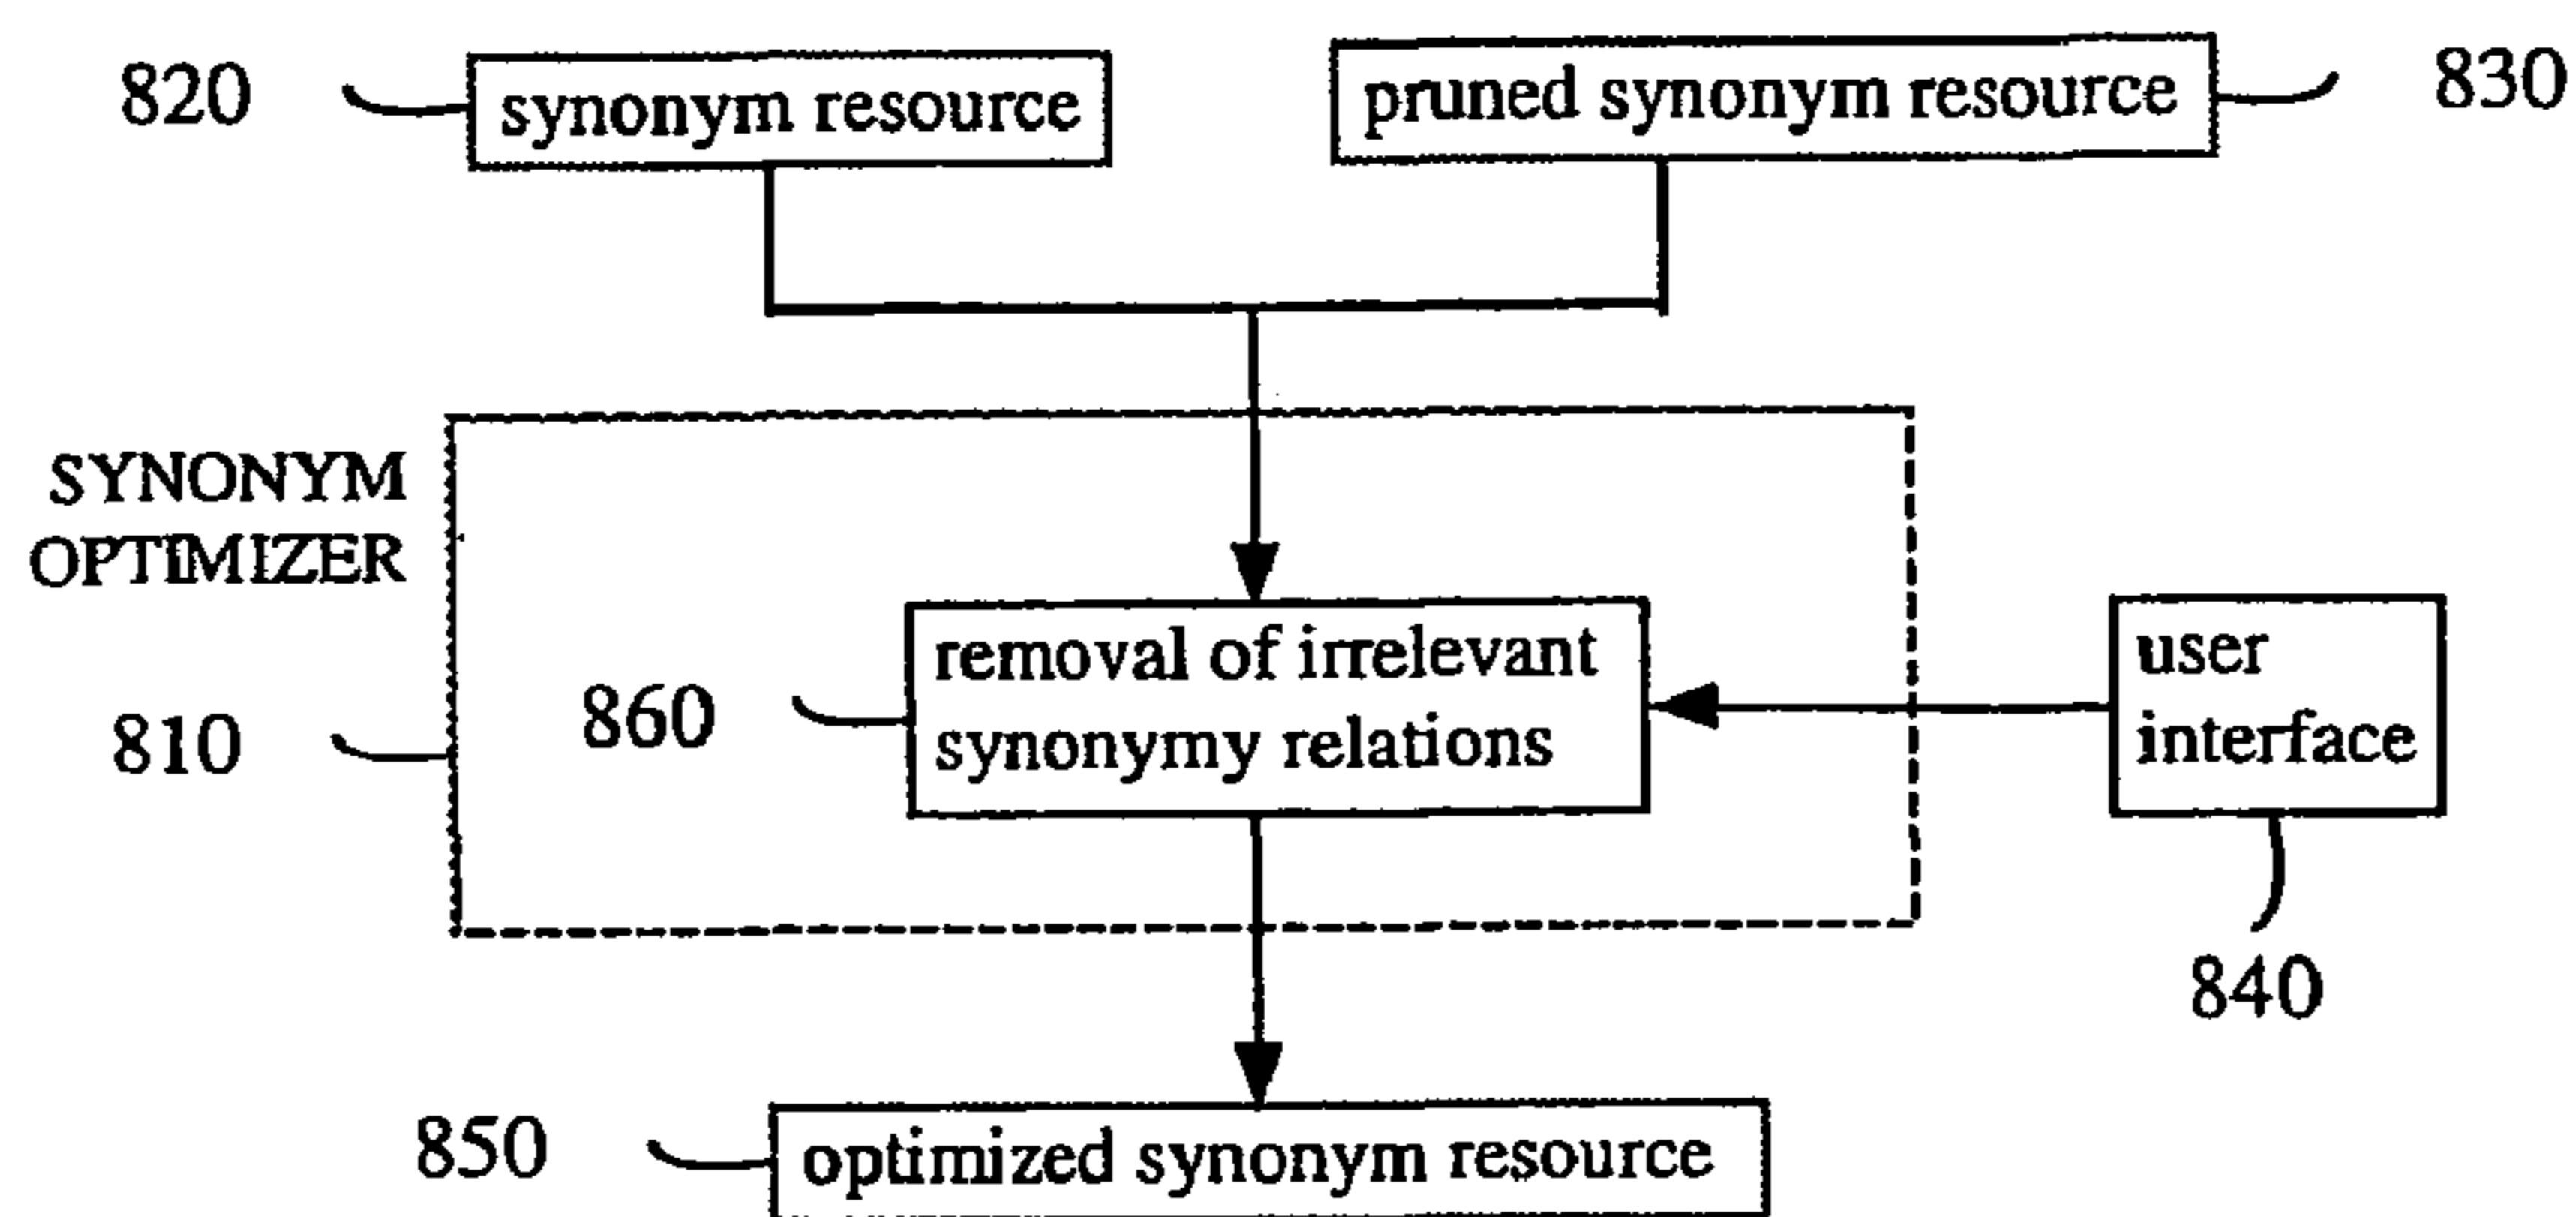 820
synonym resource
pruned synonym resource
830
SYNONYM
OPTIMIZER
810
860
removal of irrelevant
synonymy relations
user
interface
840
850
optimized synonym resource